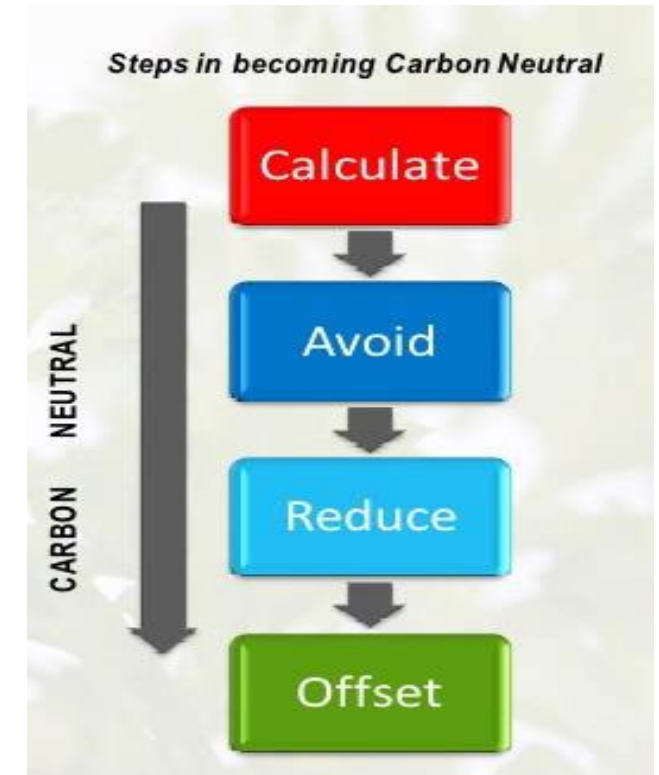 Steps in becoming Carbon Neutral
Calculate
Avoid
Reduce
Offset
CARBON NEUTRAL